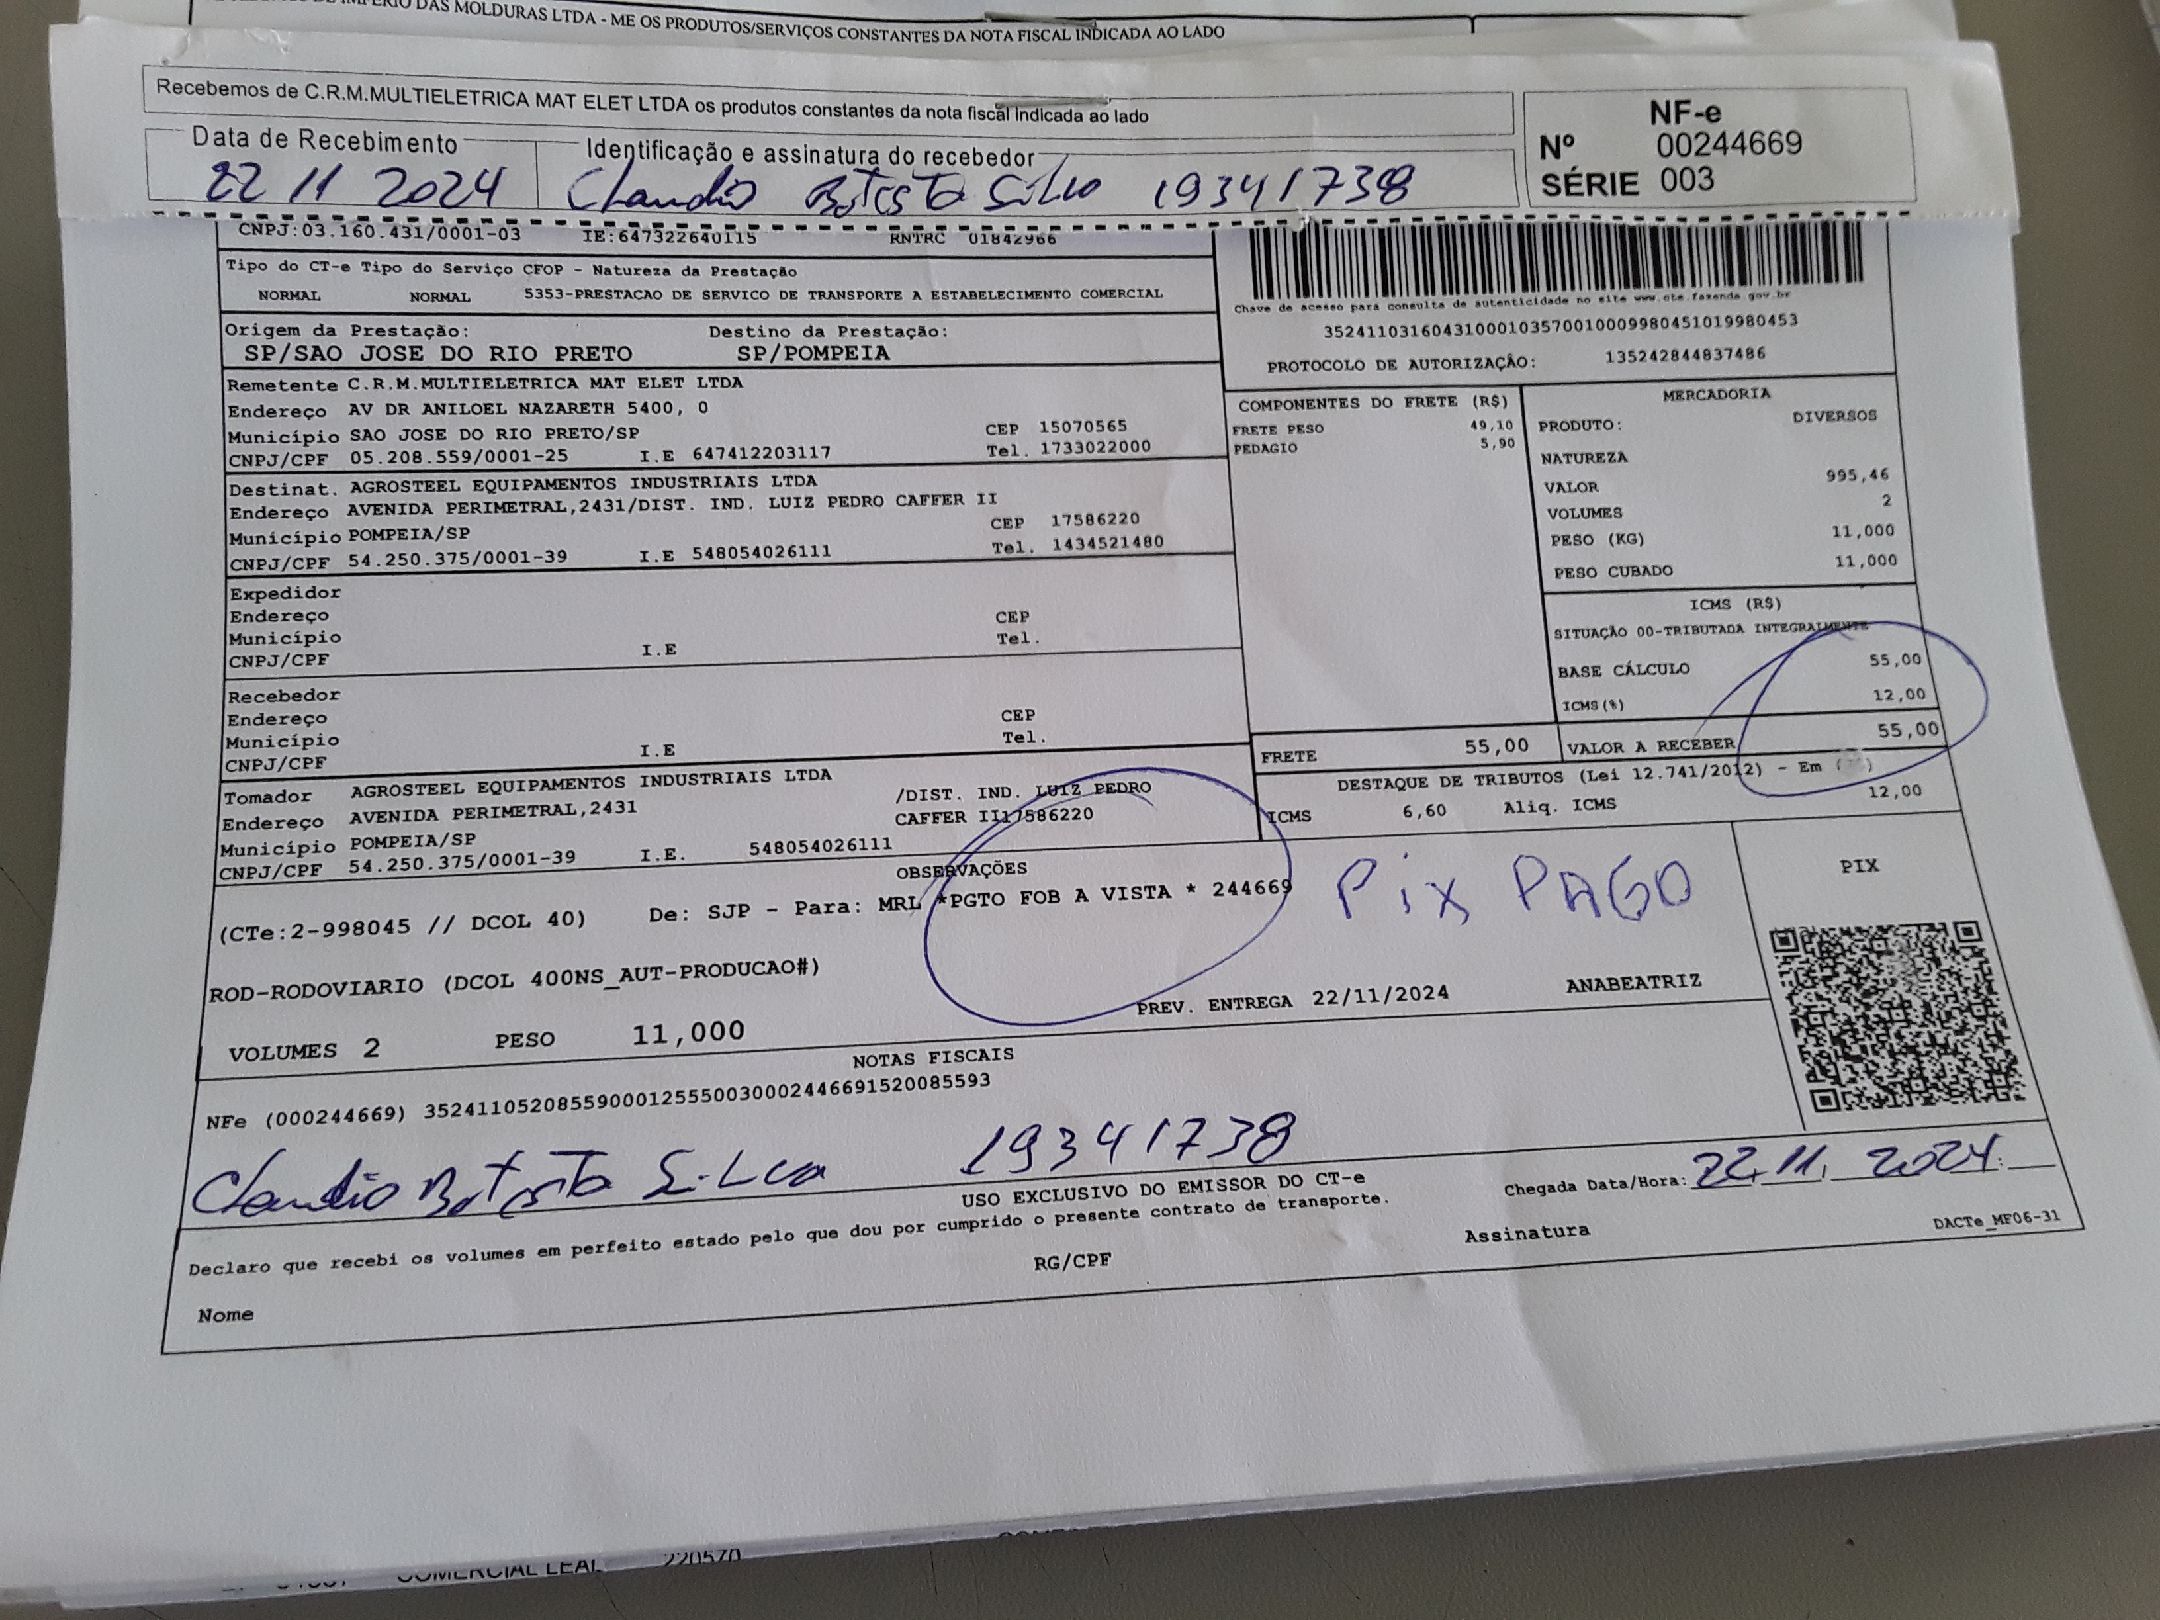 DAS MOLDURAS LTDA - ME OS PRODUTOS/SERVIÇOS CONSTANTES DA NOTA FISCAL INDICADA AO LADO
Recebemos de C.R.M.MULTIELETRICA MAT ELET LTDA os produtos constantes da nota fiscal indicada ao lado
NF-e
Nº 00244669
SÉRIE 003
Data de Recebimento
Identificação e assinatura do recebedor
22 11 2024 Claudio Batista Silva 19341738
CNPJ:03.160.431/0001-03 IE:647322640115 RNTRC 01842966
Tipo do CT-e Tipo do Serviço CFOP - Natureza da Prestação
NORMAL NORMAL 5353-PRESTACAO DE SERVICO DE TRANSPORTE A ESTABELECIMENTO COMERCIAL
Origem da Prestação: Destino da Prestação:
SP/SAO JOSE DO RIO PRETO SP/POMPEIA
Chave de acesso para consulta de autenticidade no site www.cte.fazenda.gov.br
35241103160431000103570010009980451019980453
PROTOCOLO DE AUTORIZAÇÂO: 135242844837486
Remetente C.R.M.MULTIELETRICA MAT ELET LTDA
Endereço AV DR ANILOEL NAZARETH 5400, 0
Município SAO JOSE DO RIO PRETO/SP CEP 15070565
CNPJ/CPF 05.208.559/0001-25 I.E 647412203117 Tel. 1733022000
Destinat. AGROSTEEL EQUIPAMENTOS INDUSTRIAIS LTDA
Endereço AVENIDA PERIMETRAL,2431/DIST. IND. LUIZ PEDRO CAFFER II
Município POMPEIA/SP CEP 17586220
CNPJ/CPF 54.250.375/0001-39 I.E 548054026111 Tel. 1434521480
Expedidor
Endereço CEP
Município Tel.
CNPJ/CPF I.E
Recebedor
Endereço CEP
Município Tel.
CNPJ/CPF I.E
COMPONENTES DO FRETE (R$)
FRETE PESO 49,10
PEDAGIO 5,90
MERCADORIA
PRODUTO: DIVERSOS
NATUREZA
VALOR 995,46
VOLUMES 2
PESO (KG) 11,000
PESO CUBADO 11,000
ICMS (R$)
SITUAÇÃO 00-TRIBUTADA INTEGRALMENTE
BASE CÁLCULO 55,00
ICMS(%) 12,00
FRETE 55,00 VALOR A RECEBER 55,00
Tomador AGROSTEEL EQUIPAMENTOS INDUSTRIAIS LTDA
Endereço AVENIDA PERIMETRAL,2431 /DIST. IND. LUIZ PEDRO
Município POMPEIA/SP CAFFER II17586220
CNPJ/CPF 54.250.375/0001-39 I.E. 548054026111
DESTAQUE DE TRIBUTOS (Lei 12.741/2012) - Em
ICMS 6,60 Aliq. ICMS 12,00
OBSERVAÇÕES
(CTe:2-998045 // DCOL 40) De: SJP - Para: MRL *PGTO FOB A VISTA * 244669
Pix PAGO
PIX
ROD-RODOVIARIO (DCOL 400NS_AUT-PRODUCAO#)
PREV. ENTREGA 22/11/2024 ANABEATRIZ
VOLUMES 2 PESO 11,000
NOTAS FISCAIS
NFe (000244669) 35241105208559000125550030002446691520085593
Claudio Batista Silva 19341738
USO EXCLUSIVO DO EMISSOR DO CT-e
Chegada Data/Hora: 22.11.2024
Declaro que recebi os volumes em perfeito estado pelo que dou por cumprido o presente contrato de transporte.
Nome RG/CPF Assinatura
DACTe_MF06-31
COMERCIAL LEAL 220570